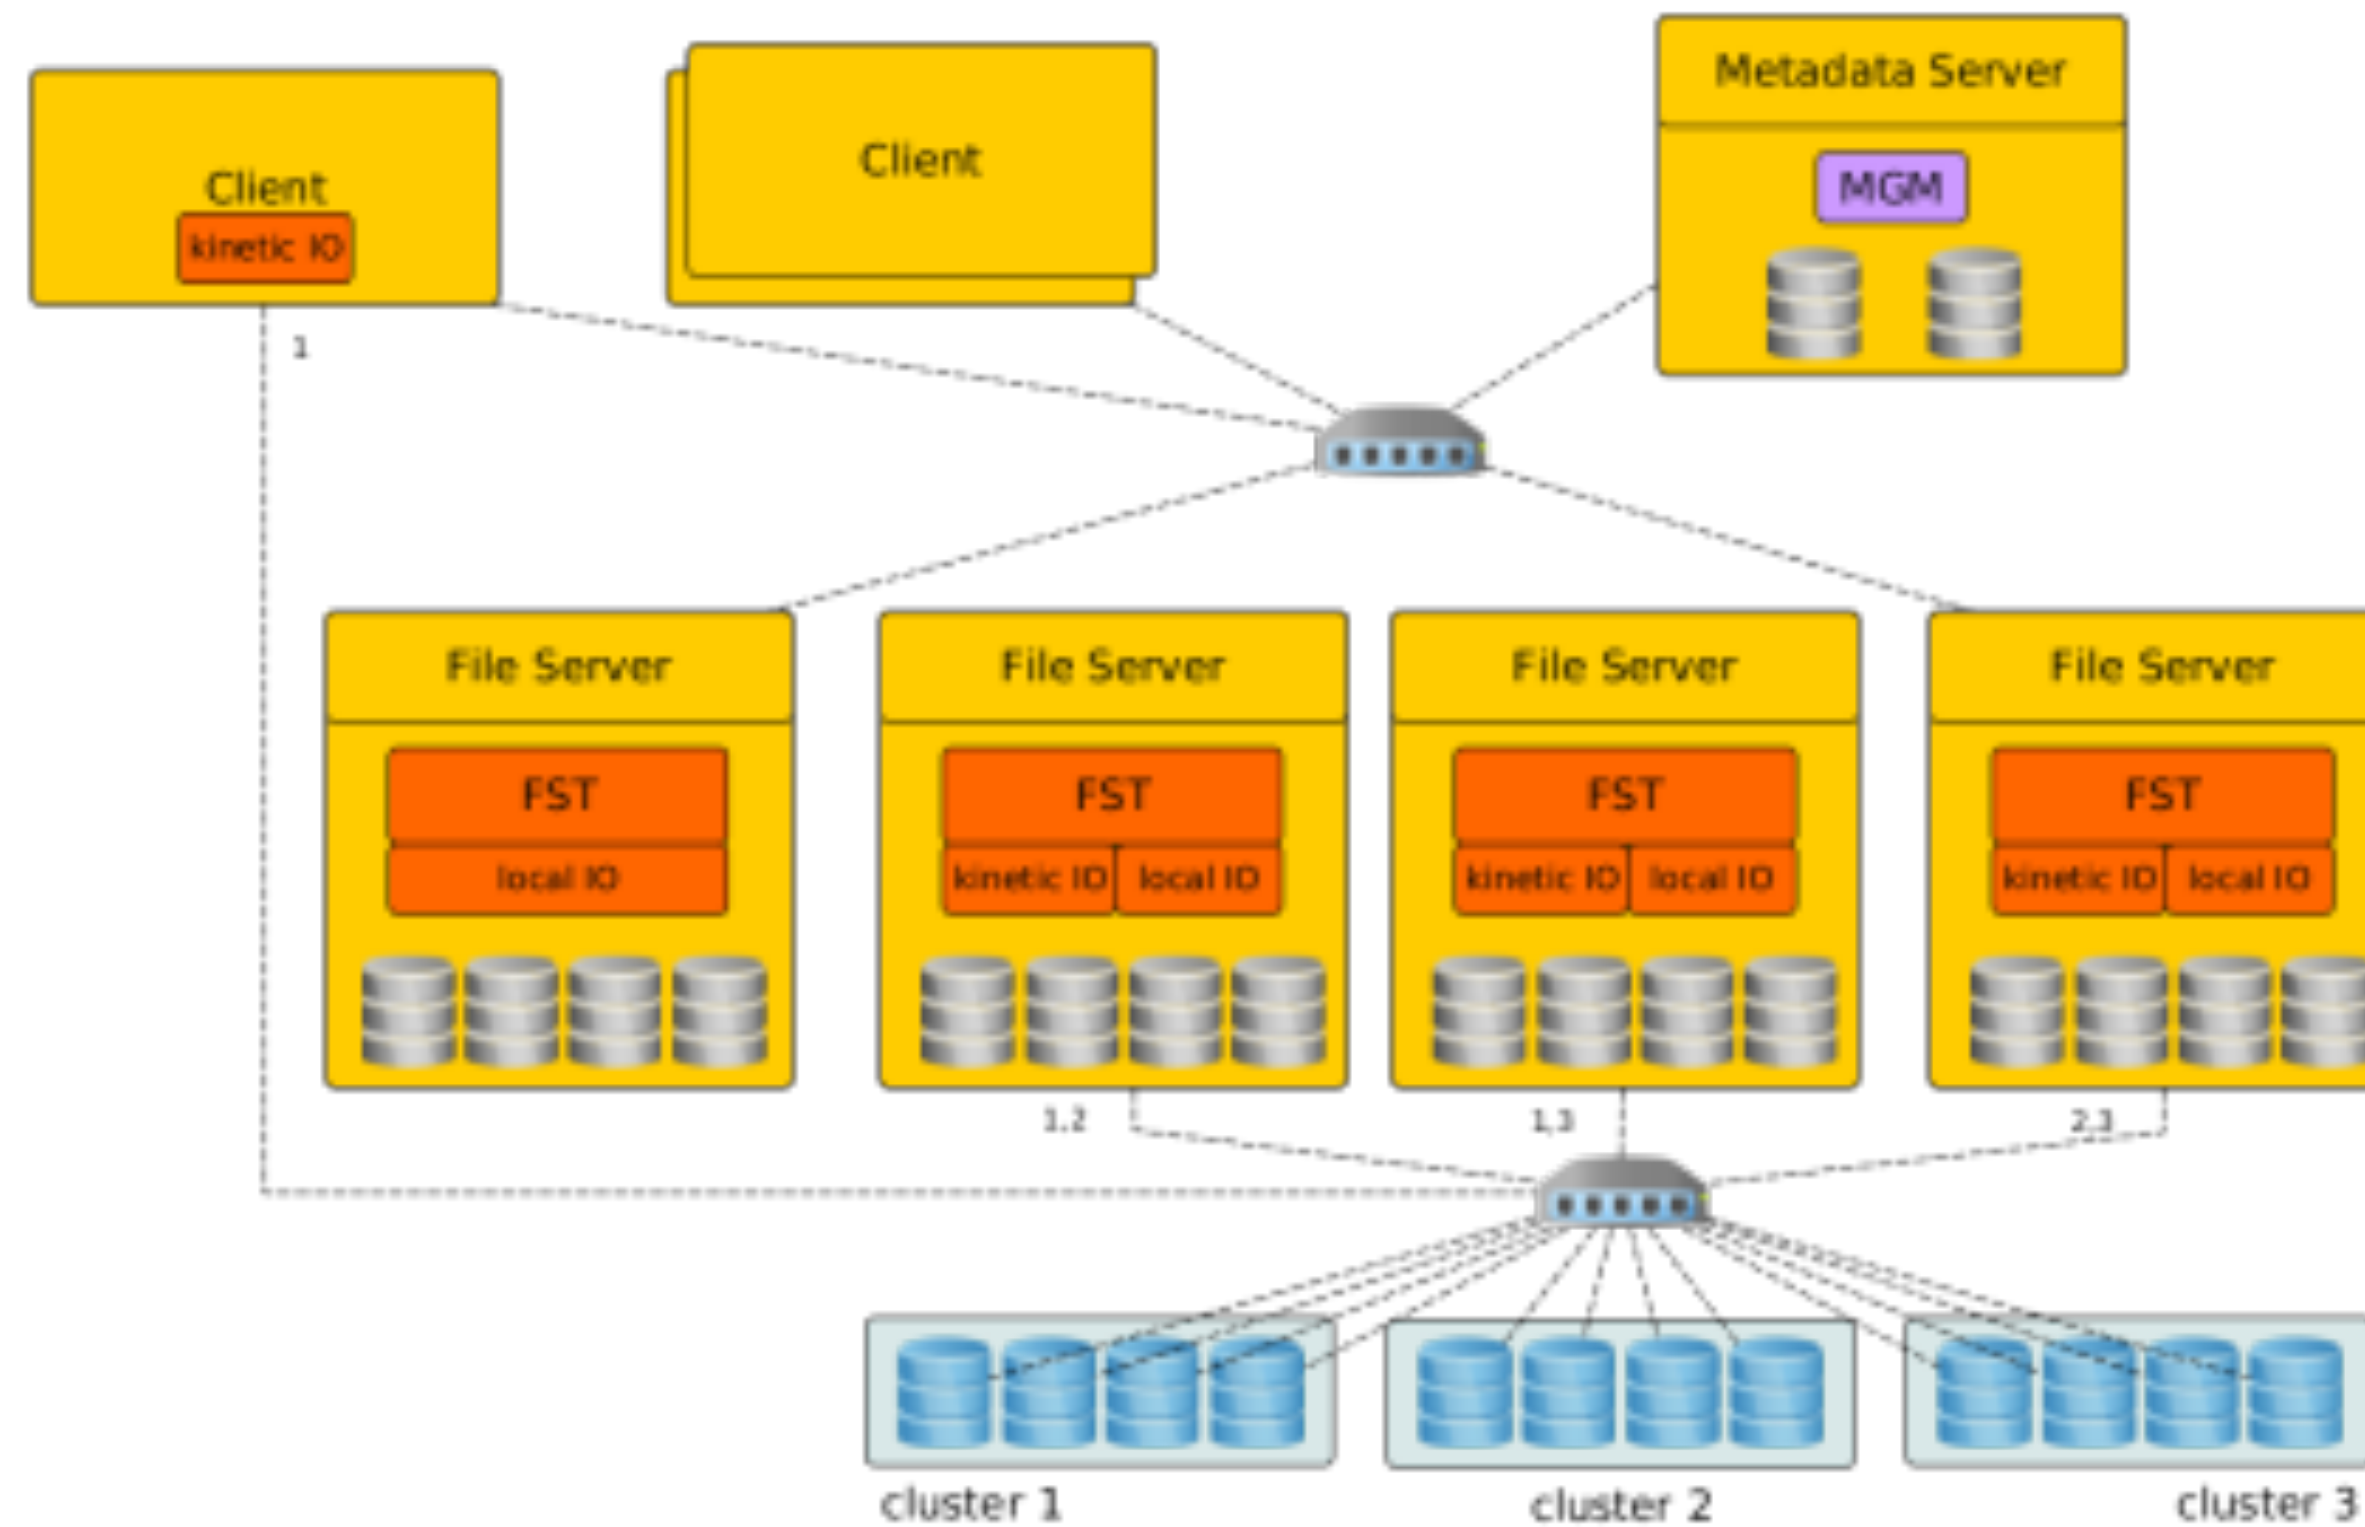 Metadata Server
Client
Client
MGM
kinetic IO
1
File Server
File Server
File Server
File Server
FST
FST
FST
FST
local IO
kinetic IO
local IO
kinetic IO
local IO
kinetic IO
local IO
1,2
1,3
2,3
cluster 1
cluster 2
cluster 3